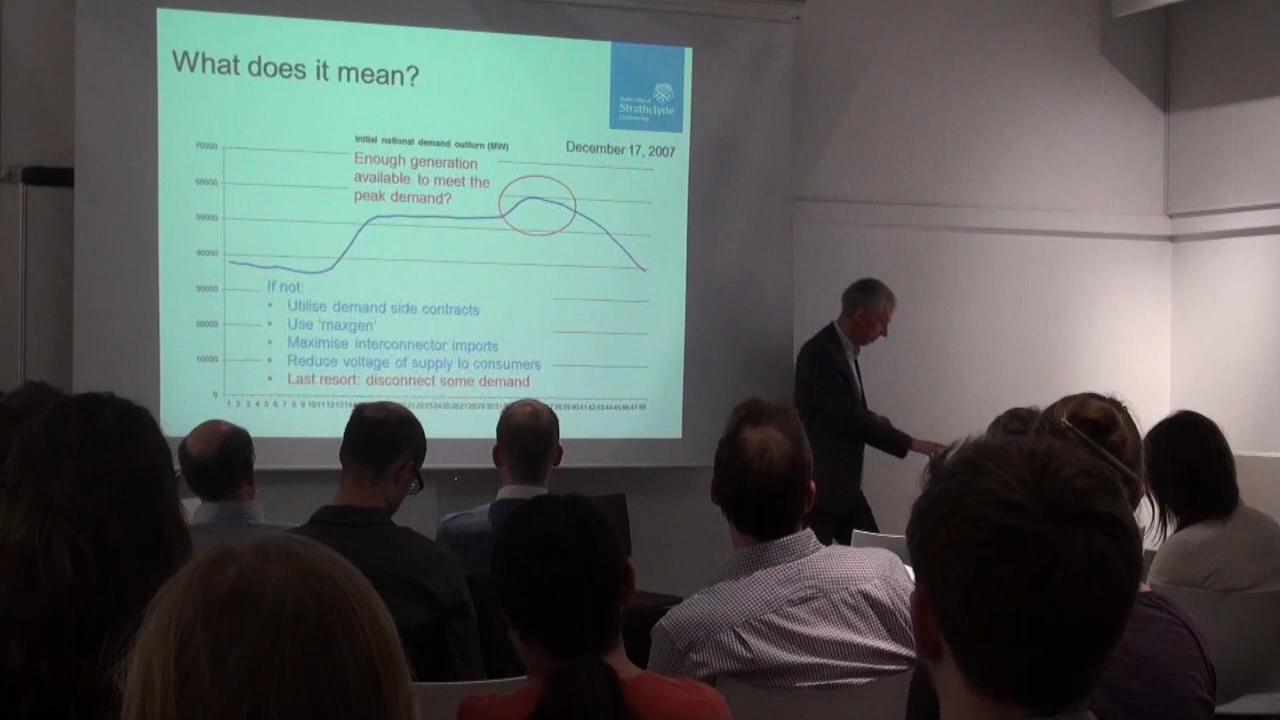 What does it mean?
University of
Strathclyde
Engineering
Initial national demand outturn (MW)
December 17, 2007
Enough generation
available to meet the
peak demand?
70000
60000
50000
40000
30000
20000
10000
0
If not:
• Utilise demand side contracts
• Use 'maxgen'
• Maximise interconnector imports
• Reduce voltage of supply to consumers
• Last resort: disconnect some demand